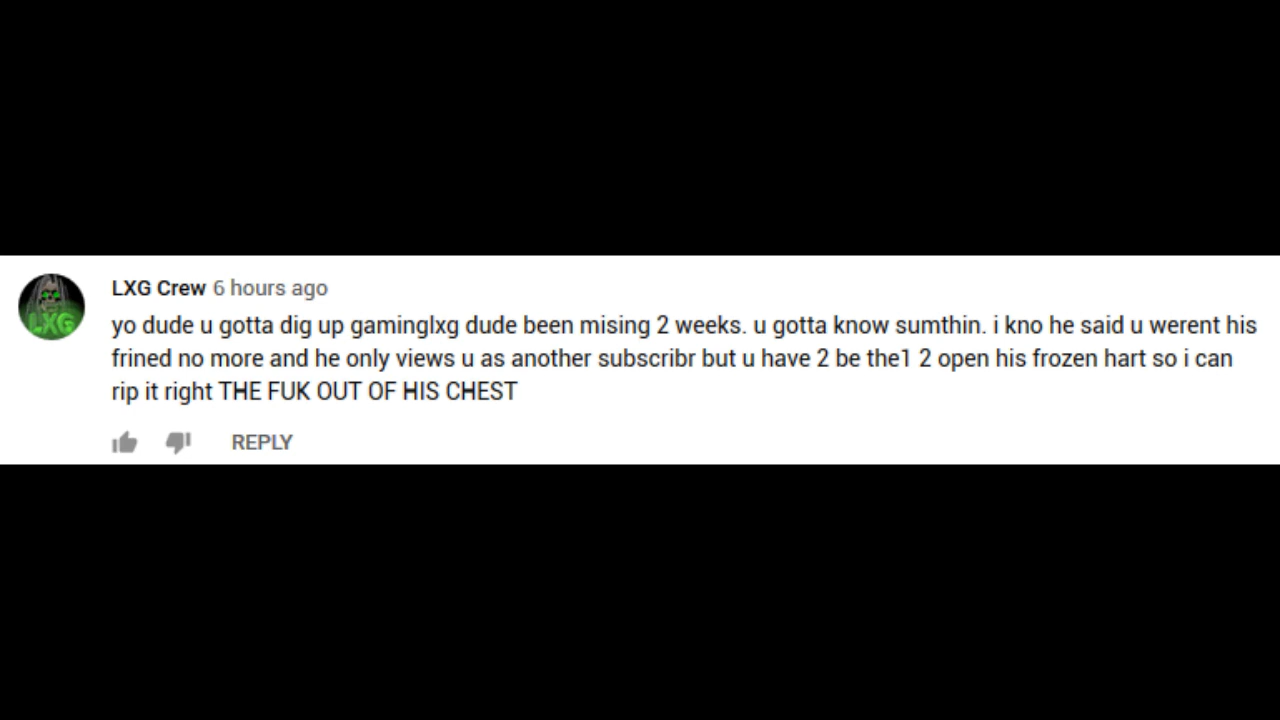 LXG Crew 6 hours ago
yo dude u gotta dig up gaminglxg dude been mising 2 weeks. u gotta know sumthin. i kno he said u werent his
frined no more and he only views u as another subscribr but u have 2 be the1 2 open his frozen hart so i can
rip it right THE FUK OUT OF HIS CHEST
REPLY
LXG